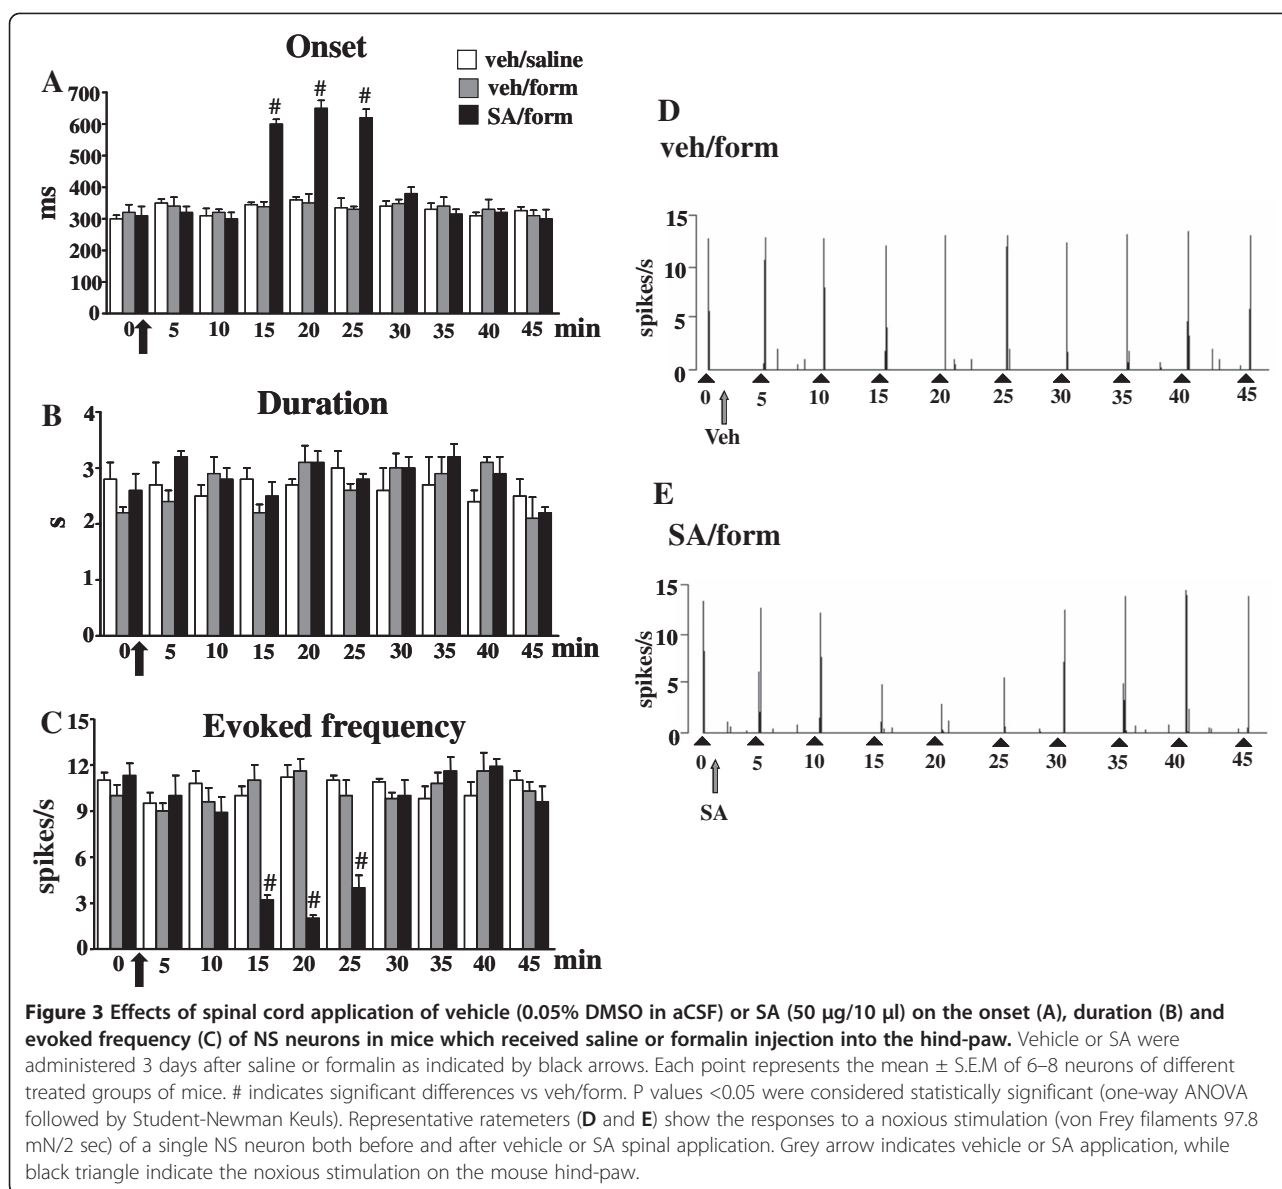 Onset
veh/saline
veh/form
SA/form
A
#
#
#
700
600
500
400
300
200
100
0
ms
0 5 10 15 20 25 30 35 40 45 min
B
Duration
4
3
2
1
0
s
0 5 10 15 20 25 30 35 40 45 min
C
Evoked frequency
15
12
9
6
3
0
spikes/s
#
#
#
0 5 10 15 20 25 30 35 40 45 min
D
veh/form
15
10
5
0
spikes/s
0 5 10 15 20 25 30 35 40 45
Veh
E
SA/form
15
10
5
0
spikes/s
0 5 10 15 20 25 30 35 40 45
SA
Figure 3 Effects of spinal cord application of vehicle (0.05% DMSO in aCSF) or SA (50 μg/10 μl) on the onset (A), duration (B) and
evoked frequency (C) of NS neurons in mice which received saline or formalin injection into the hind-paw. Vehicle or SA were
administered 3 days after saline or formalin as indicated by black arrows. Each point represents the mean ± S.E.M of 6–8 neurons of different
treated groups of mice. # indicates significant differences vs veh/form. P values <0.05 were considered statistically significant (one-way ANOVA
followed by Student-Newman Keuls). Representative ratemeters (D and E) show the responses to a noxious stimulation (von Frey filaments 97.8
mN/2 sec) of a single NS neuron both before and after vehicle or SA spinal application. Grey arrow indicates vehicle or SA application, while
black triangle indicate the noxious stimulation on the mouse hind-paw.